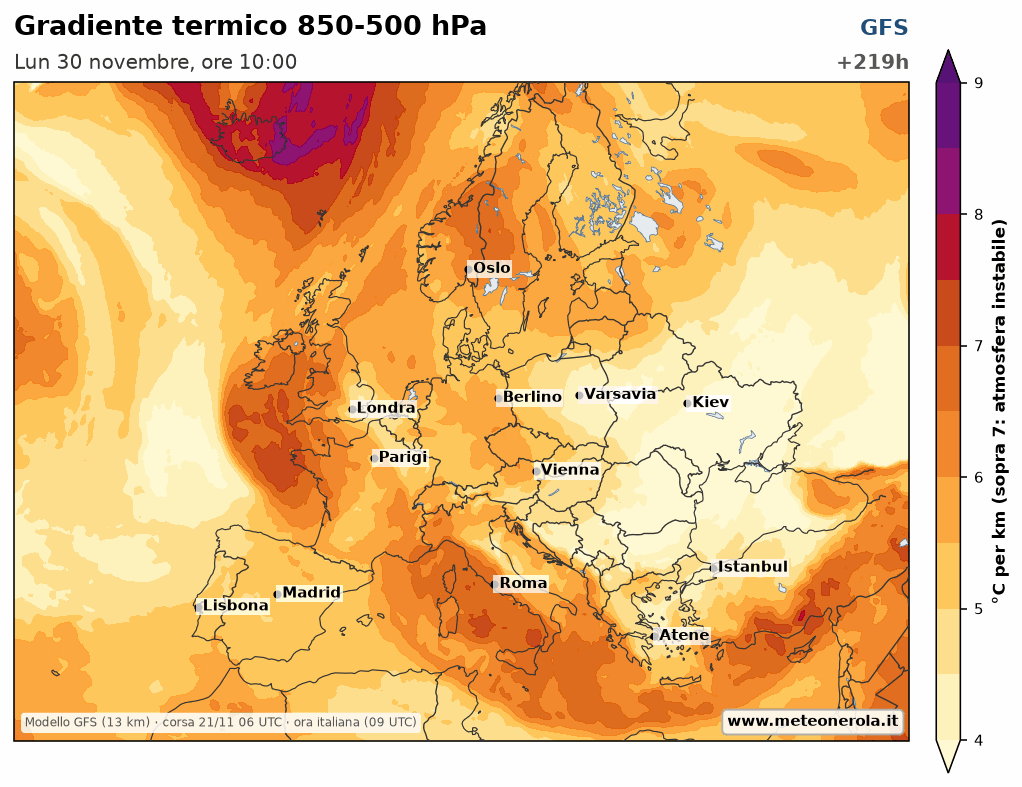 Gradiente termico 850-500 hPa
GFS
Lun 30 novembre, ore 10:00
+219h
Oslo
Londra
Berlino
Varsavia
Kiev
Parigi
Vienna
Istanbul
Roma
Madrid
Lisbona
Atene
Modello GFS (13 km) · corsa 21/11 06 UTC · ora italiana (09 UTC)
www.meteonerola.it
9
8
7
6
5
4
°C per km (sopra 7: atmosfera instabile)